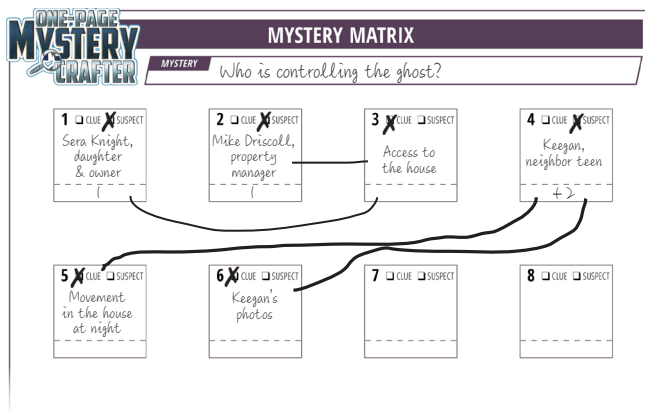 ONE-PAGE
MYSTERY
CRAFTER
MYSTERY MATRIX
MYSTERY
Who is controlling the ghost?
1 CLUE SUSPECT
Sera Knight,
daughter
& owner
1
2 CLUE SUSPECT
Mike Driscoll,
property
manager
1
3 CLUE SUSPECT
Access to
the house
4 CLUE SUSPECT
Keegan,
neighbor teen
+2
5 CLUE SUSPECT
Movement
in the house
at night
6 CLUE SUSPECT
Keegan's
photos
7 CLUE SUSPECT
8 CLUE SUSPECT